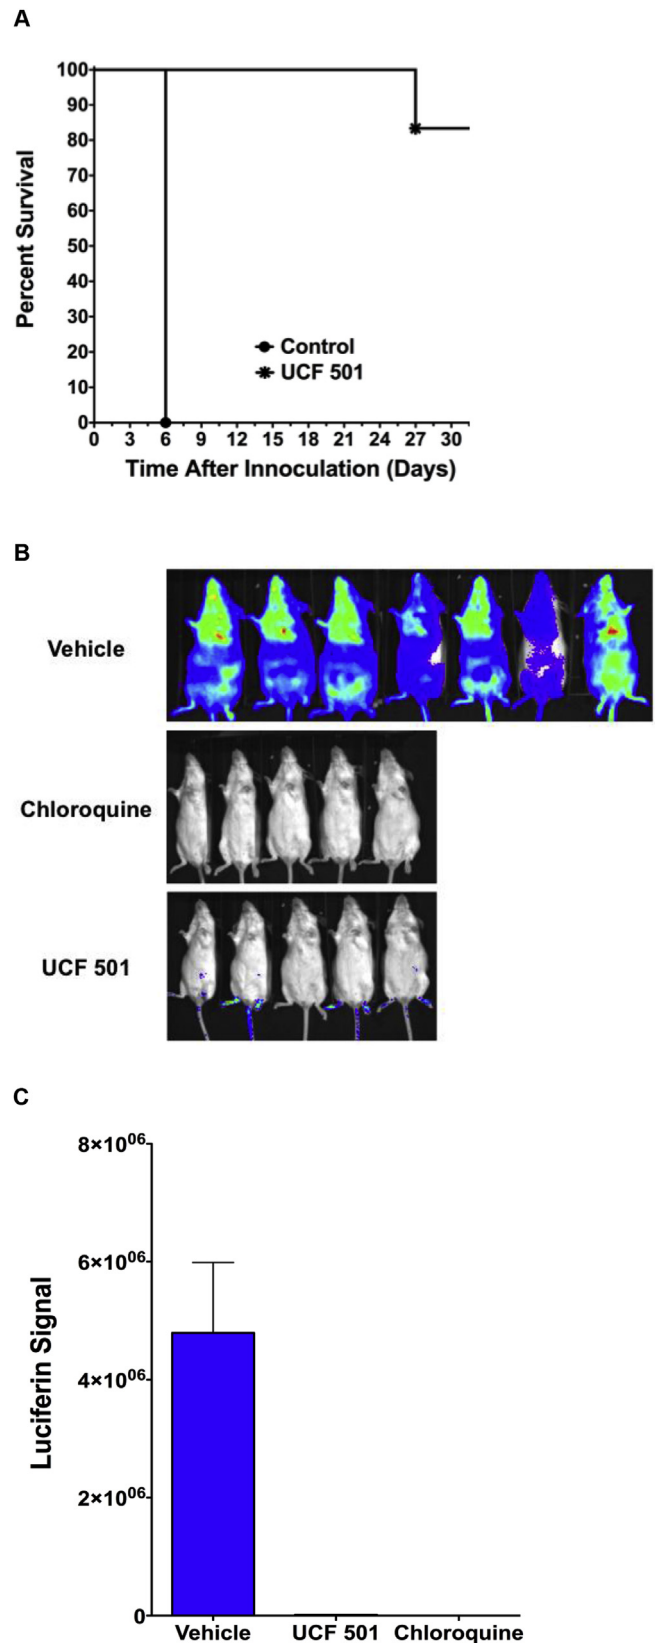 A
Percent Survival
100
90
80
70
60
50
40
30
20
10
0
Control
UCF 501
0 3 6 9 12 15 18 21 24 27 30
Time After Innoculation (Days)
B
Vehicle
Chloroquine
UCF 501
C
Luciferin Signal
8×10⁰⁶
6×10⁰⁶
4×10⁰⁶
2×10⁰⁶
0
Vehicle UCF 501 Chloroquine